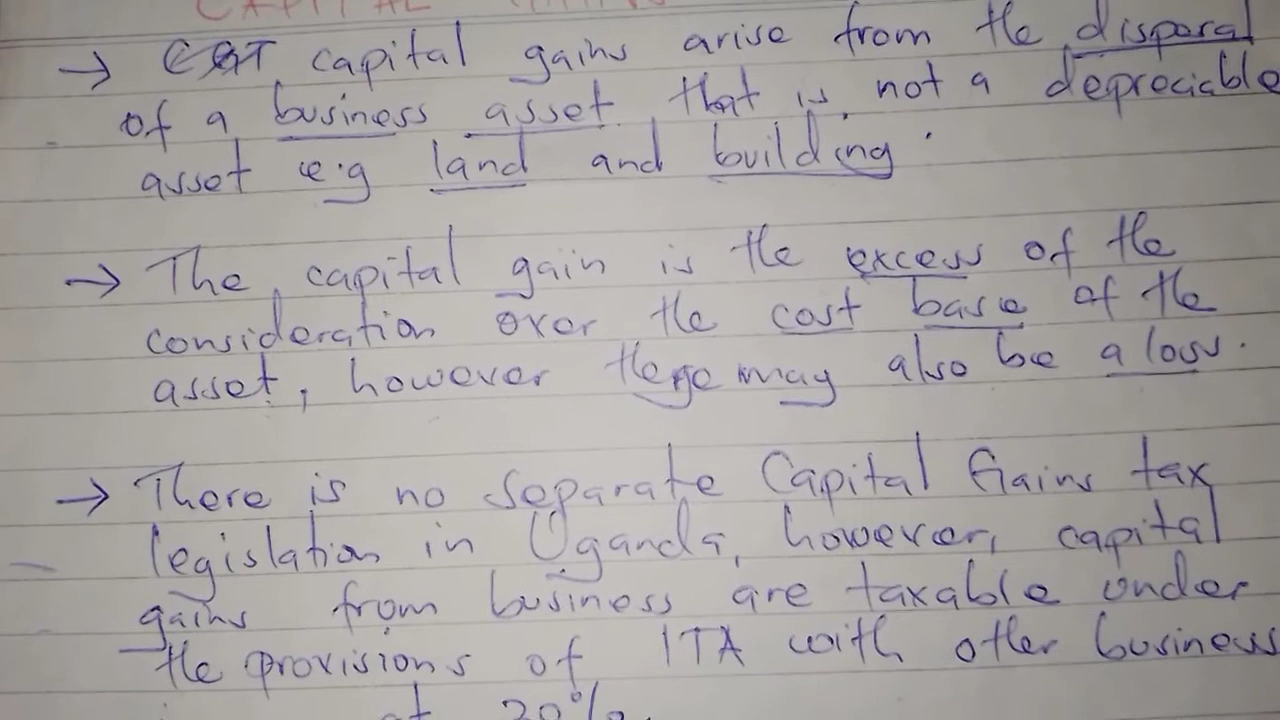 CAPITAL
→ CGT capital gains arise from the disposal
of a business asset that is not a depreciable
asset e.g land and building.
→ The capital gain is the excess of the
consideration over the cost base of the
asset, however there may also be a loss.
→ There is no separate Capital Gains tax
legislation in Uganda, however, capital
gains from business are taxable under
the provisions of ITA with other business
at